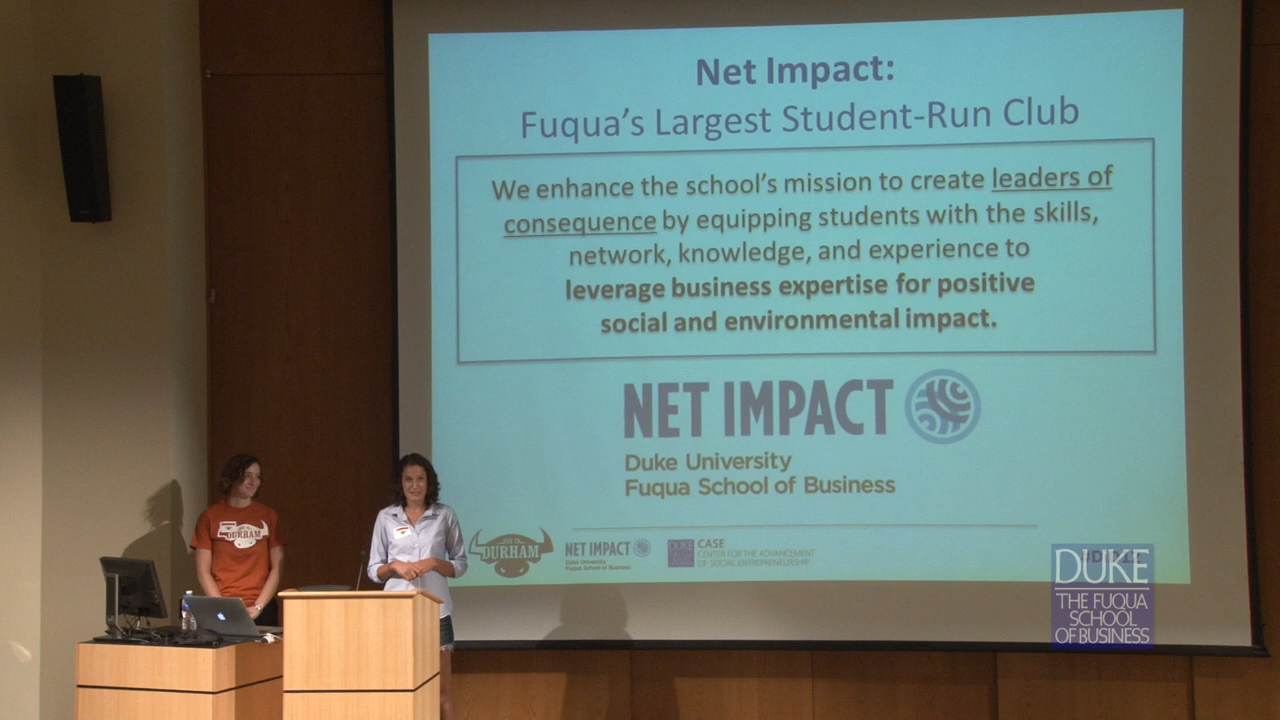 Net Impact:
Fuqua's Largest Student-Run Club
We enhance the school's mission to create leaders of
consequence by equipping students with the skills,
network, knowledge, and experience to
leverage business expertise for positive
social and environmental impact.
NET IMPACT
Duke University
Fuqua School of Business
DURHAM
DURHAM
NET IMPACT
Duke University
Fuqua School of Business
DUKE
CASE
CENTER FOR THE ADVANCEMENT
OF SOCIAL ENTREPRENEURSHIP
DUKE
THE FUQUA
SCHOOL
OF BUSINESS